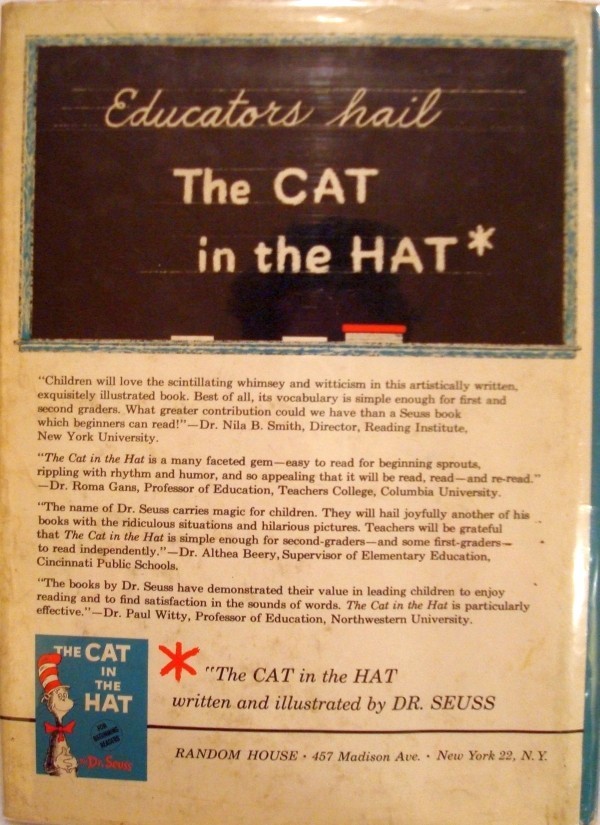 Educators hail
The CAT
in the HAT*
"Children will love the scintillating whimsey and witticism in this artistically written,
exquisitely illustrated book. Best of all, its vocabulary is simple enough for first and
second graders. What greater contribution could we have than a Seuss book
which beginners can read!"—Dr. Nila B. Smith, Director, Reading Institute,
New York University.
"The Cat in the Hat is a many faceted gem—easy to read for beginning sprouts,
rippling with rhythm and humor, and so appealing that it will be read, read—and re-read."
—Dr. Roma Gans, Professor of Education, Teachers College, Columbia University.
"The name of Dr. Seuss carries magic for children. They will hail joyfully another of his
books with the ridiculous situations and hilarious pictures. Teachers will be grateful
that The Cat in the Hat is simple enough for second-graders—and some first-graders—
to read independently."—Dr. Althea Beery, Supervisor of Elementary Education,
Cincinnati Public Schools.
"The books by Dr. Seuss have demonstrated their value in leading children to enjoy
reading and to find satisfaction in the sounds of words. The Cat in the Hat is particularly
effective."—Dr. Paul Witty, Professor of Education, Northwestern University.
THE CAT
IN
THE
HAT
FOR
BEGINNING
READERS
By Dr. Seuss
* "The CAT in the HAT
written and illustrated by DR. SEUSS
RANDOM HOUSE · 457 Madison Ave. · New York 22, N.Y.